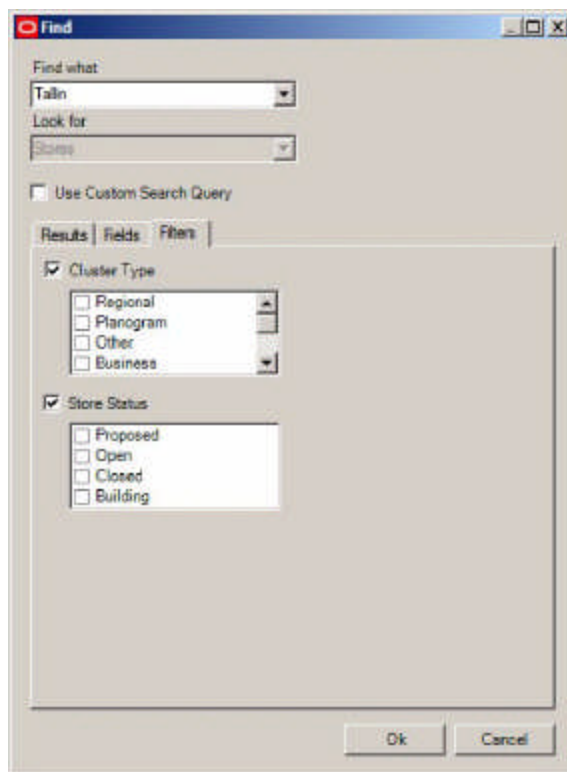 Find
Find what
Tallin
Look for
Stores
Use Custom Search Query
Results Fields Filters
Cluster Type
Regional
Planogram
Other
Business
Store Status
Proposed
Open
Closed
Building
Ok Cancel